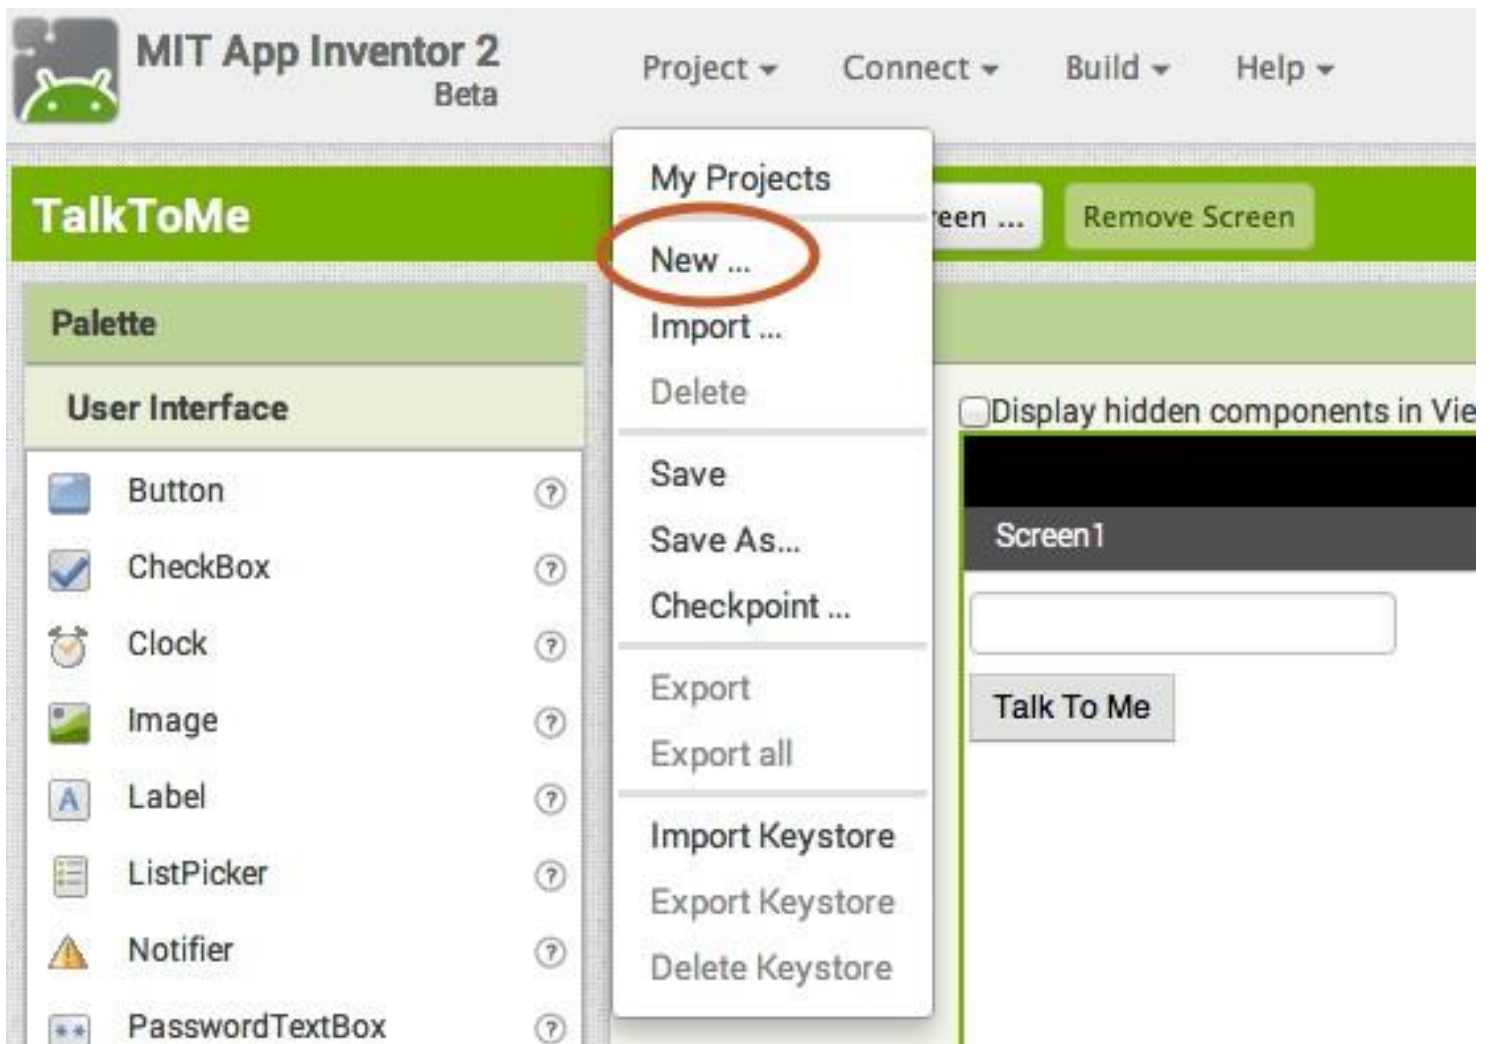 MIT App Inventor 2
Beta
Project
Connect
Build
Help
TalkToMe
My Projects
New ...
Import ...
Delete
Save
Save As...
Checkpoint ...
Export
Export all
Import Keystore
Export Keystore
Delete Keystore
reen ...
Remove Screen
Palette
User Interface
Button ?
CheckBox ?
Clock ?
Image ?
A Label ?
ListPicker ?
Notifier ?
** PasswordTextBox ?
Display hidden components in Vie
Screen1
Talk To Me